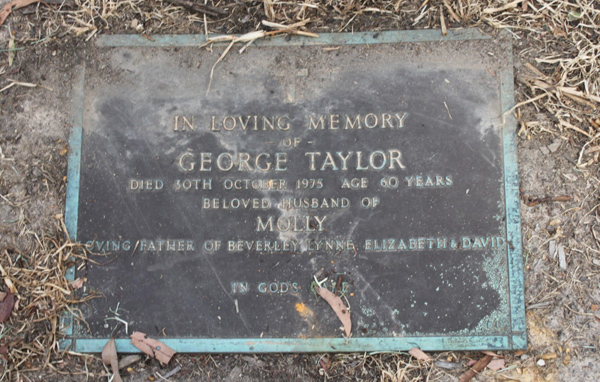 IN LOVING MEMORY
OF
GEORGE TAYLOR
DIED 30TH OCTOBER 1975 AGE 60 YEARS
BELOVED HUSBAND OF
MOLLY
LOVING FATHER OF BEVERLEY, LYNNE, ELIZABETH & DAVID
IN GODS